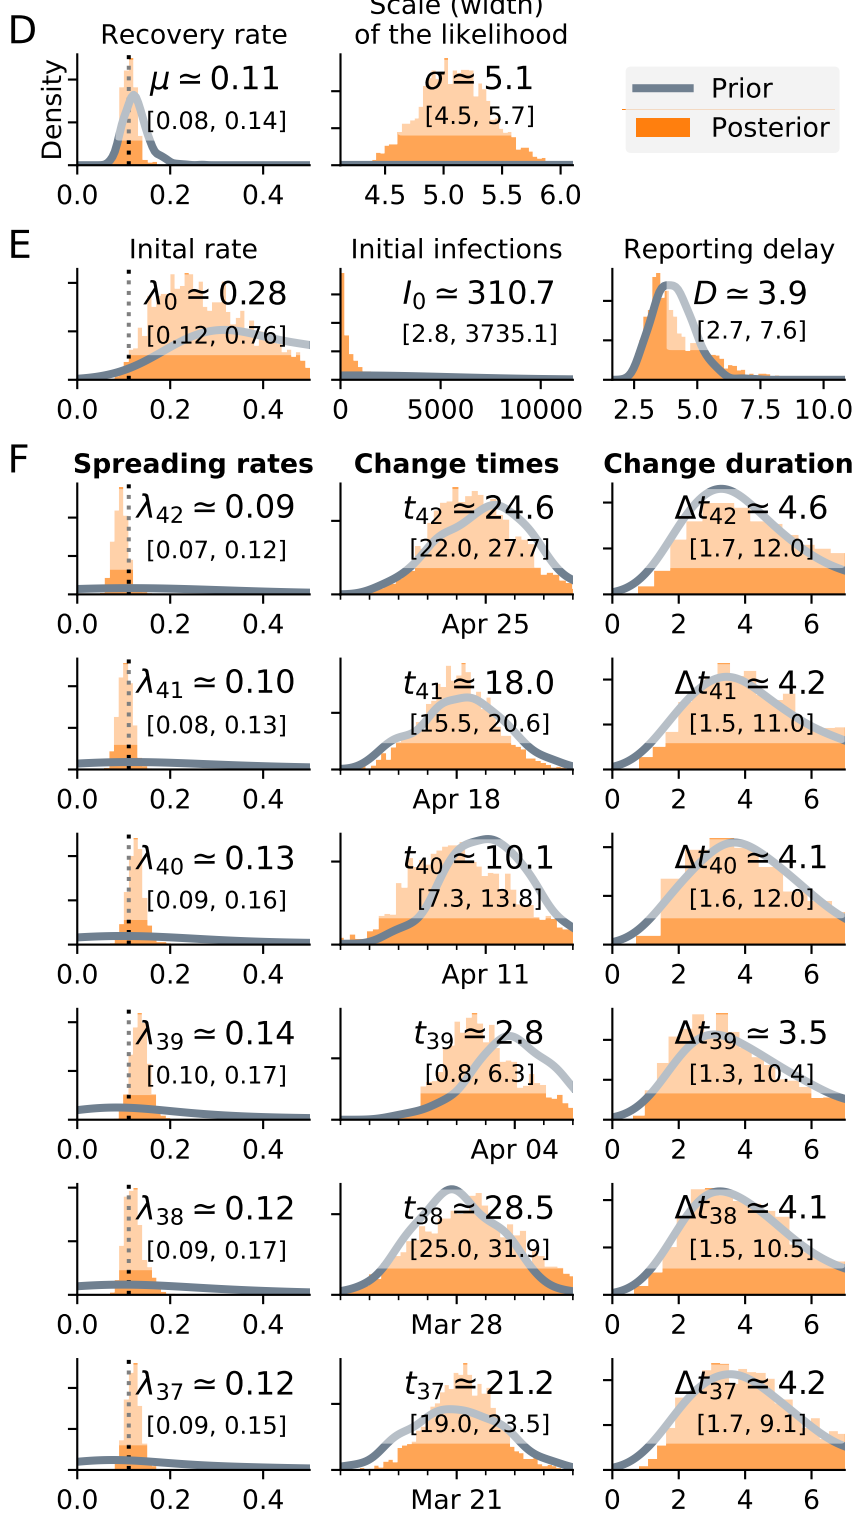 D
Recovery rate
Scale (width)
of the likelihood
Density
μ ≃ 0.11
[0.08, 0.14]
σ ≃ 5.1
[4.5, 5.7]
Prior
Posterior
0.0 0.2 0.4
4.5 5.0 5.5 6.0
E
Inital rate
Initial infections
Reporting delay
λ₀ ≃ 0.28
[0.12, 0.76]
I₀ ≃ 310.7
[2.8, 3735.1]
D ≃ 3.9
[2.7, 7.6]
0.0 0.2 0.4
0 5000 10000
2.5 5.0 7.5 10.0
F
Spreading rates
Change times
Change duration
λ₄₂ ≃ 0.09
[0.07, 0.12]
t₄₂ ≃ 24.6
[22.0, 27.7]
Δt₄₂ ≃ 4.6
[1.7, 12.0]
0.0 0.2 0.4
Apr 25
0 2 4 6
λ₄₁ ≃ 0.10
[0.08, 0.13]
t₄₁ ≃ 18.0
[15.5, 20.6]
Δt₄₁ ≃ 4.2
[1.5, 11.0]
0.0 0.2 0.4
Apr 18
0 2 4 6
λ₄₀ ≃ 0.13
[0.09, 0.16]
t₄₀ ≃ 10.1
[7.3, 13.8]
Δt₄₀ ≃ 4.1
[1.6, 12.0]
0.0 0.2 0.4
Apr 11
0 2 4 6
λ₃₉ ≃ 0.14
[0.10, 0.17]
t₃₉ ≃ 2.8
[0.8, 6.3]
Δt₃₉ ≃ 3.5
[1.3, 10.4]
0.0 0.2 0.4
Apr 04
0 2 4 6
λ₃₈ ≃ 0.12
[0.09, 0.17]
t₃₈ ≃ 28.5
[25.0, 31.9]
Δt₃₈ ≃ 4.1
[1.5, 10.5]
0.0 0.2 0.4
Mar 28
0 2 4 6
λ₃₇ ≃ 0.12
[0.09, 0.15]
t₃₇ ≃ 21.2
[19.0, 23.5]
Δt₃₇ ≃ 4.2
[1.7, 9.1]
0.0 0.2 0.4
Mar 21
0 2 4 6